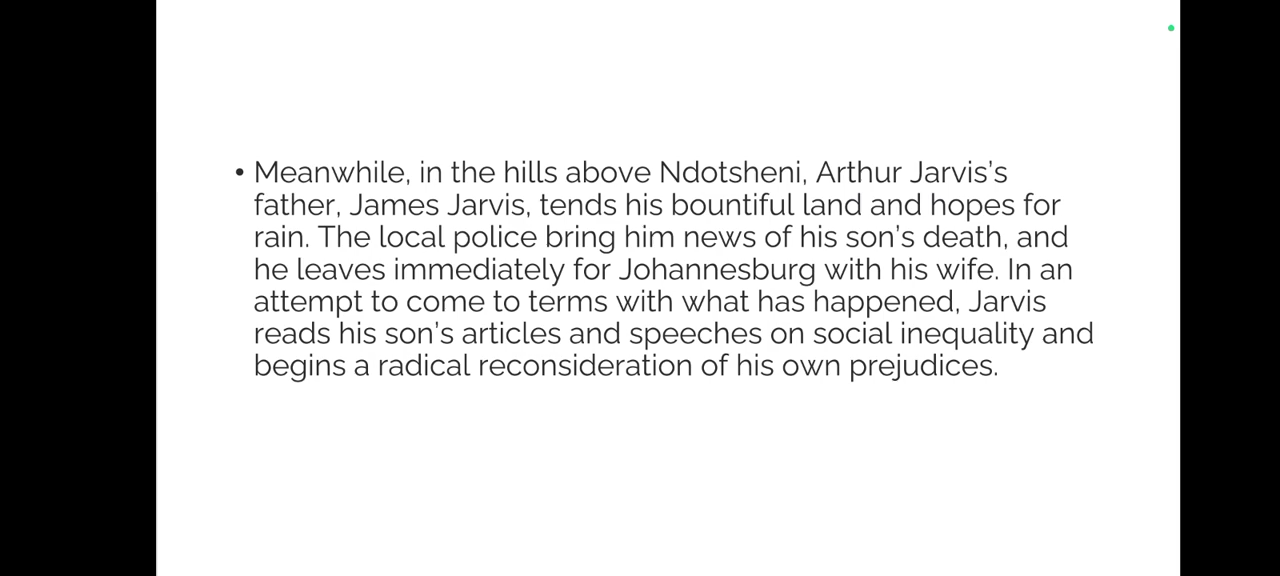 • Meanwhile, in the hills above Ndotsheni, Arthur Jarvis’s
father, James Jarvis, tends his bountiful land and hopes for
rain. The local police bring him news of his son’s death, and
he leaves immediately for Johannesburg with his wife. In an
attempt to come to terms with what has happened, Jarvis
reads his son’s articles and speeches on social inequality and
begins a radical reconsideration of his own prejudices.